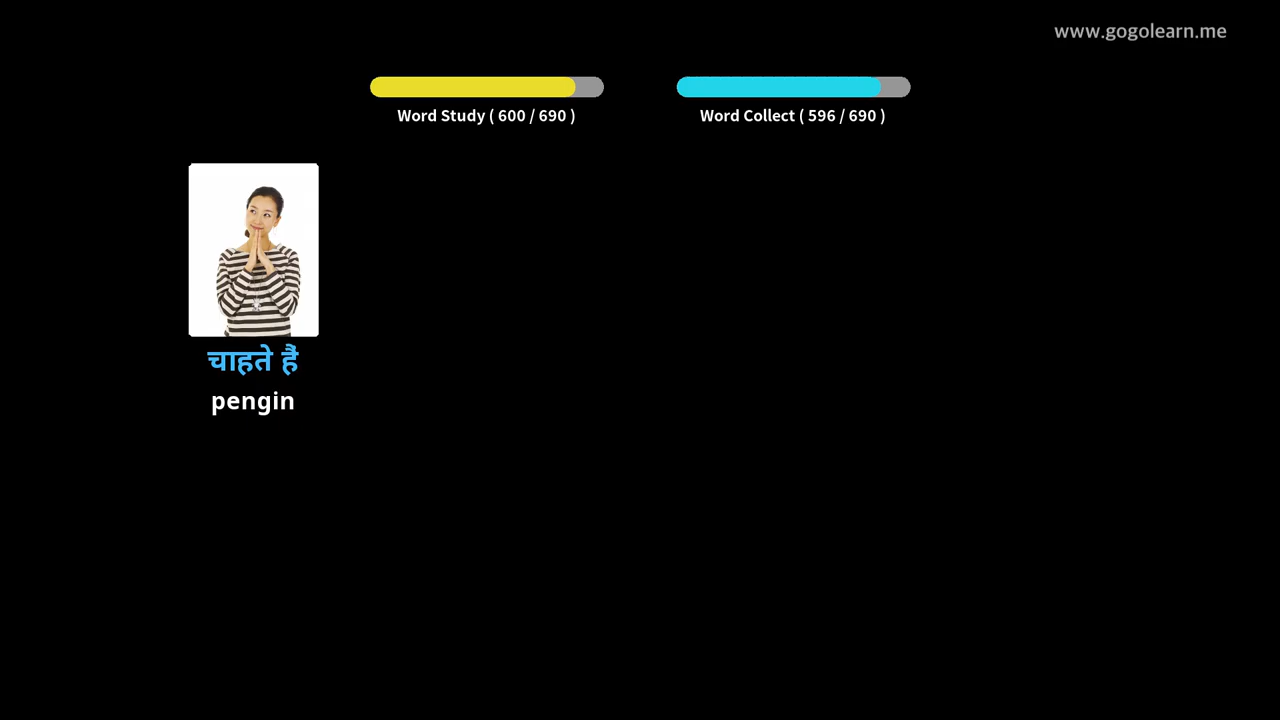 www.gogolearn.me
Word Study ( 600 / 690 )
Word Collect ( 596 / 690 )
चाहते हैं
pengin